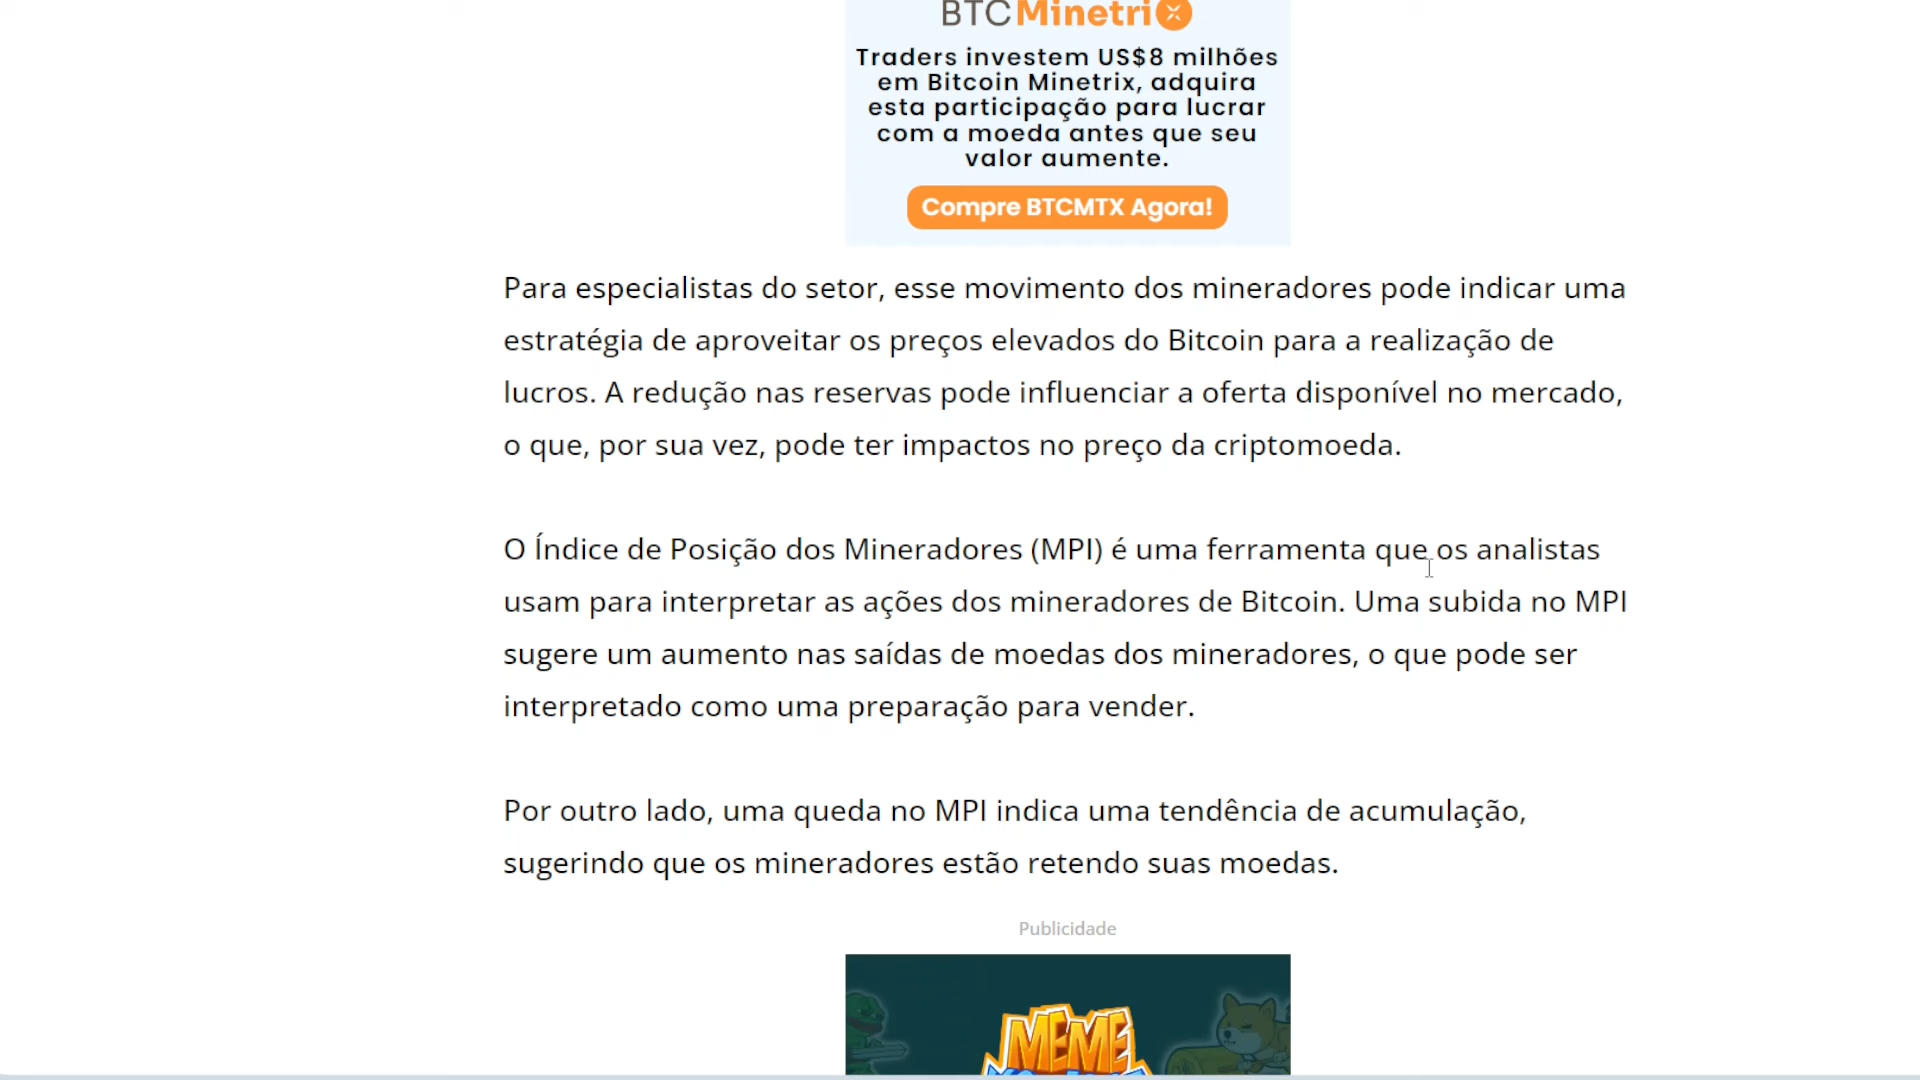 BTCMinetriX
Traders investem US$8 milhões
em Bitcoin Minetrix, adquira
esta participação para lucrar
com a moeda antes que seu
valor aumente.
Compre BTCMTX Agora!
Para especialistas do setor, esse movimento dos mineradores pode indicar uma
estratégia de aproveitar os preços elevados do Bitcoin para a realização de
lucros. A redução nas reservas pode influenciar a oferta disponível no mercado,
o que, por sua vez, pode ter impactos no preço da criptomoeda.
O Índice de Posição dos Mineradores (MPI) é uma ferramenta que os analistas
usam para interpretar as ações dos mineradores de Bitcoin. Uma subida no MPI
sugere um aumento nas saídas de moedas dos mineradores, o que pode ser
interpretado como uma preparação para vender.
Por outro lado, uma queda no MPI indica uma tendência de acumulação,
sugerindo que os mineradores estão retendo suas moedas.
Publicidade
MEME